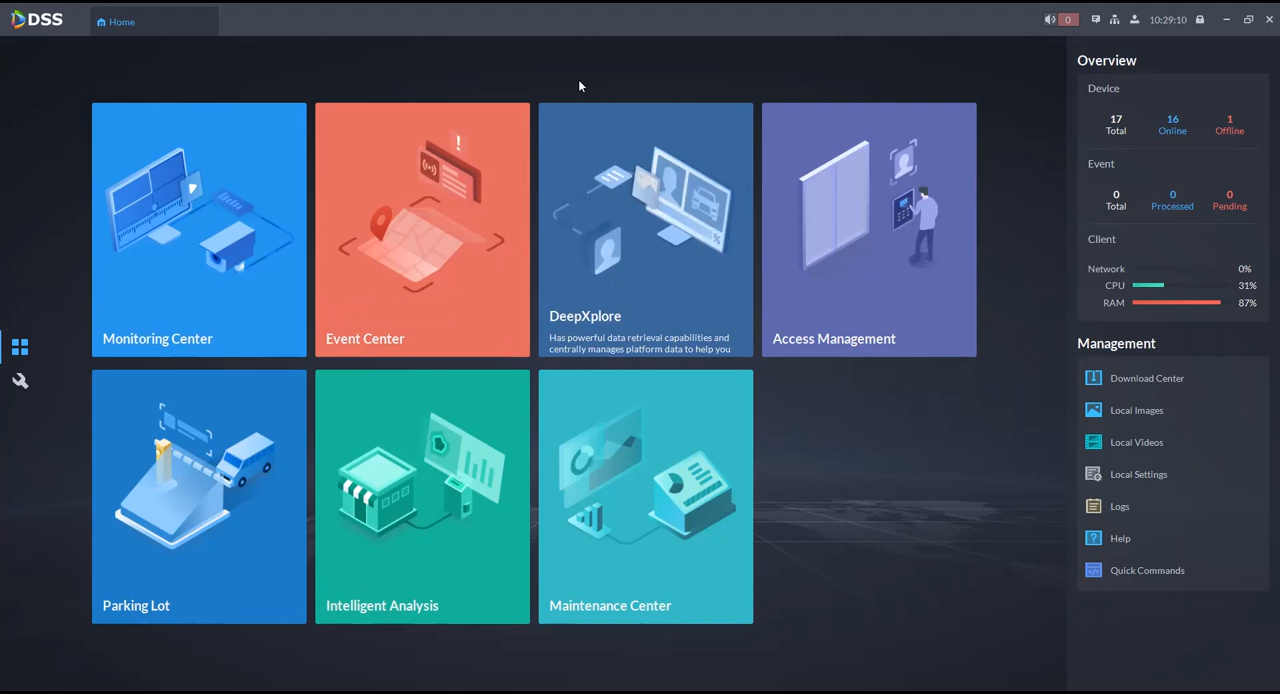 DSS
Home
0
10:29:10
Monitoring Center
Event Center
DeepXplore
Has powerful data retrieval capabilities and
centrally manages platform data to help you
Access Management
Parking Lot
Intelligent Analysis
Maintenance Center
Overview
Device
17 16 1
Total Online Offline
Event
0 0 0
Total Processed Pending
Client
Network 0%
CPU 31%
RAM 87%
Management
Download Center
Local Images
Local Videos
Local Settings
Logs
Help
Quick Commands